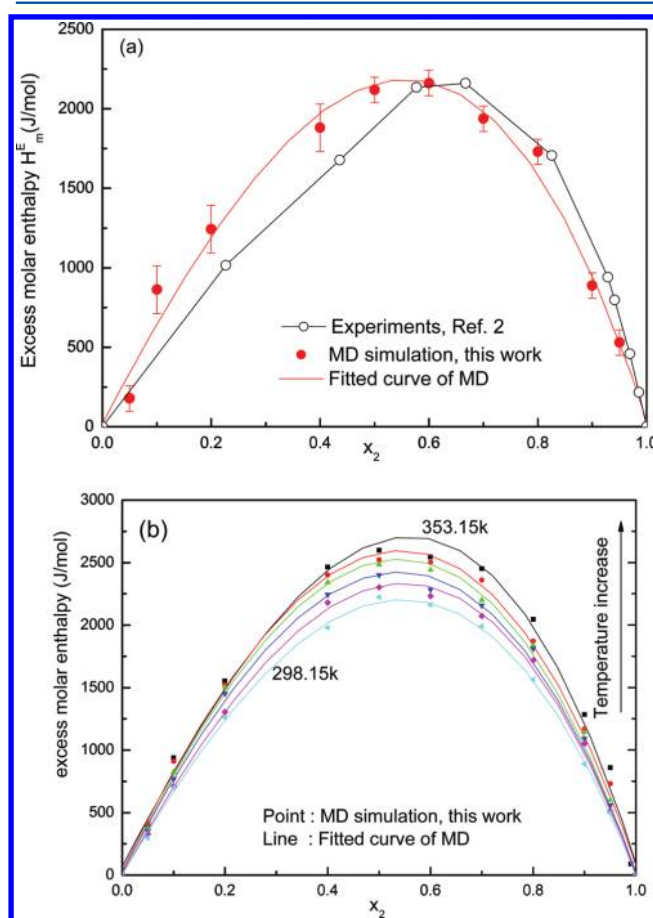 (a)
2500
2000
1500
1000
500
0
Excess molar enthalpy H^E_m(J/mol)
Experiments, Ref. 2
MD simulation, this work
Fitted curve of MD
0.0 0.2 0.4 0.6 0.8 1.0
x_2
(b)
3000
2500
2000
1500
1000
500
0
excess molar enthalpy (J/mol)
353.15k
298.15k
Temperature increase
Point : MD simulation, this work
Line : Fitted curve of MD
0.0 0.2 0.4 0.6 0.8 1.0
x_2